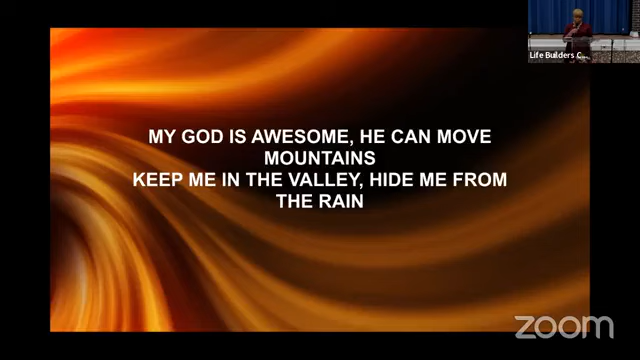 Life Builders C...
MY GOD IS AWESOME, HE CAN MOVE
MOUNTAINS
KEEP ME IN THE VALLEY, HIDE ME FROM
THE RAIN
zoom